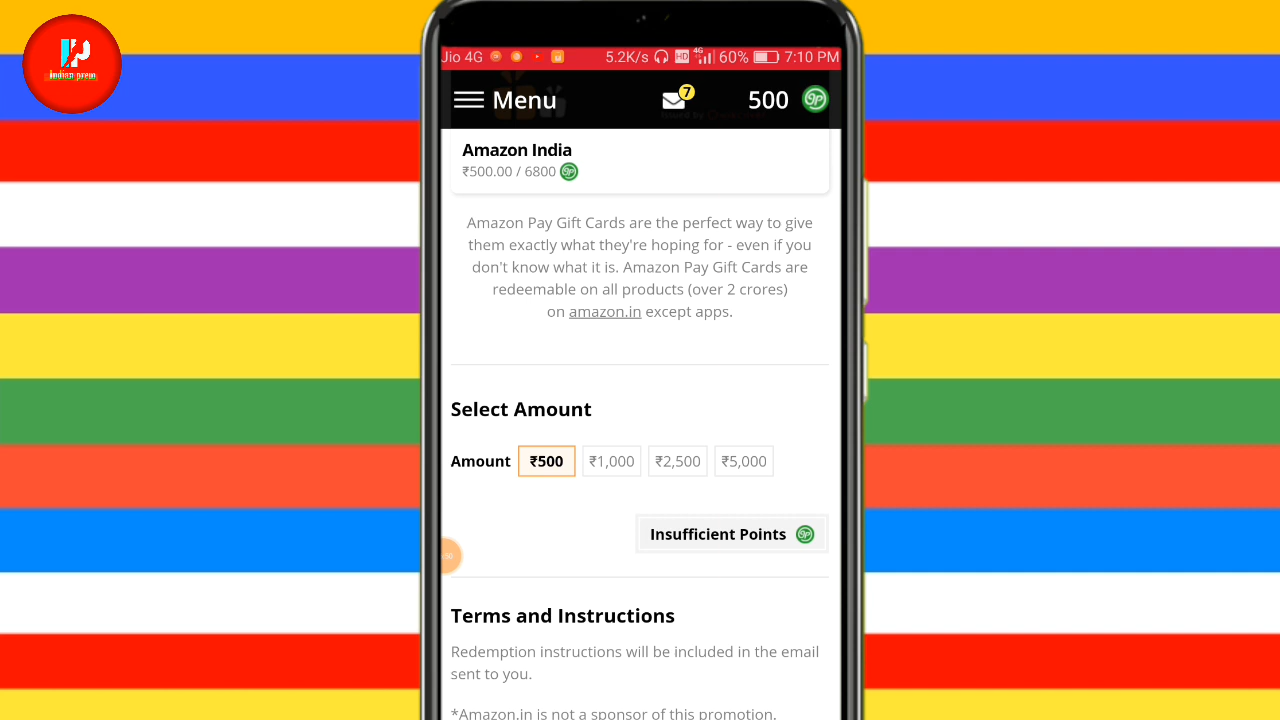 Indian prem
Jio 4G 5.2K/s HD 4G 60% 7:10 PM
Menu 7 500
Amazon India
₹500.00 / 6800
Amazon Pay Gift Cards are the perfect way to give
them exactly what they're hoping for - even if you
don't know what it is. Amazon Pay Gift Cards are
redeemable on all products (over 2 crores)
on amazon.in except apps.
Select Amount
Amount ₹500 ₹1,000 ₹2,500 ₹5,000
Insufficient Points
Terms and Instructions
Redemption instructions will be included in the email
sent to you.
*Amazon.in is not a sponsor of this promotion.